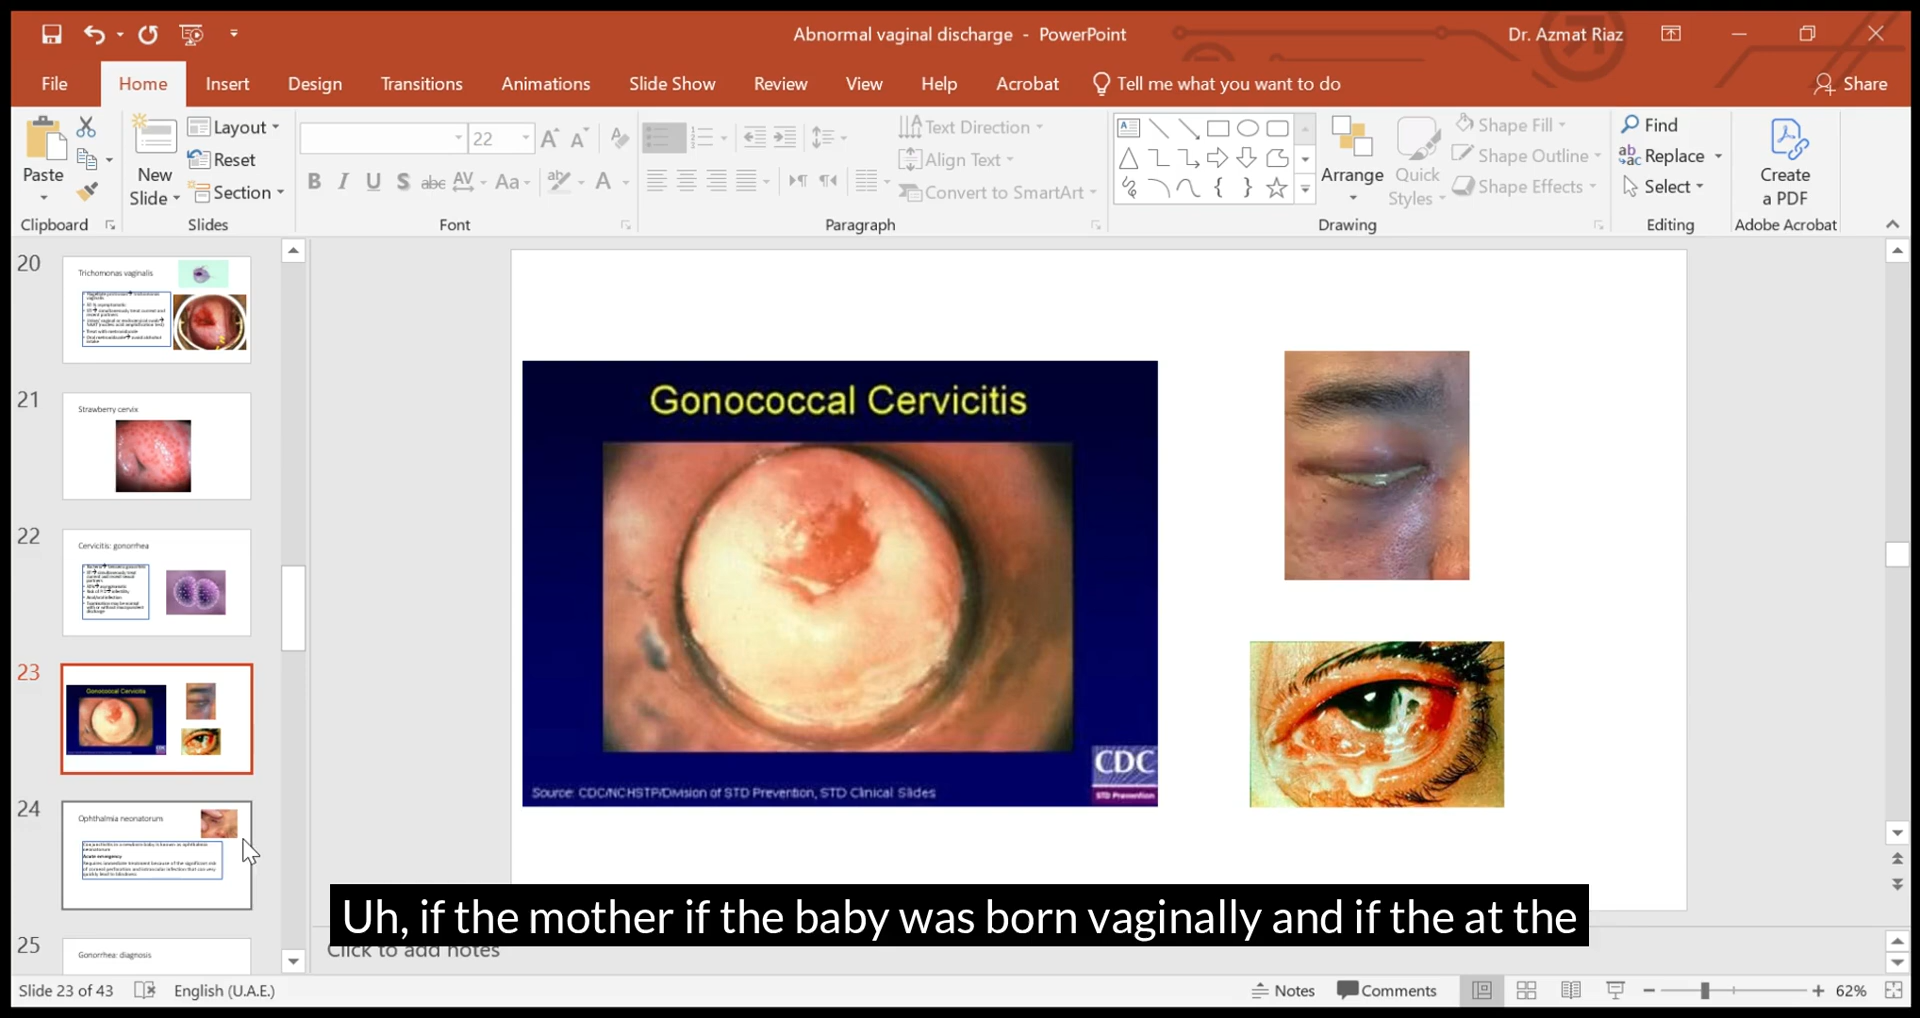 Abnormal vaginal discharge - PowerPoint
Dr. Azmat Riaz
File Home Insert Design Transitions Animations Slide Show Review View Help Acrobat Tell me what you want to do Share
Paste
Clipboard
New Slide
Layout
Reset
Section
Slides
22
Font
Text Direction
Align Text
Convert to SmartArt
Paragraph
Arrange
Quick Styles
Shape Fill
Shape Outline
Shape Effects
Drawing
Find
Replace
Select
Editing
Create a PDF
Adobe Acrobat
20
Trichomonas vaginalis
21
Strawberry cervix
22
Cervicitis: gonorrhea
23
Gonococcal Cervicitis
24
Ophthalmia neonatorum
Acute emergency
25
Gonorrhea: diagnosis
Gonococcal Cervicitis
CDC
STD Prevention
Source: CDC/NCHSTP/Division of STD Prevention, STD Clinical Slides
Uh, if the mother if the baby was born vaginally and if the at the
Click to add notes
Slide 23 of 43
English (U.A.E.)
Notes
Comments
62%